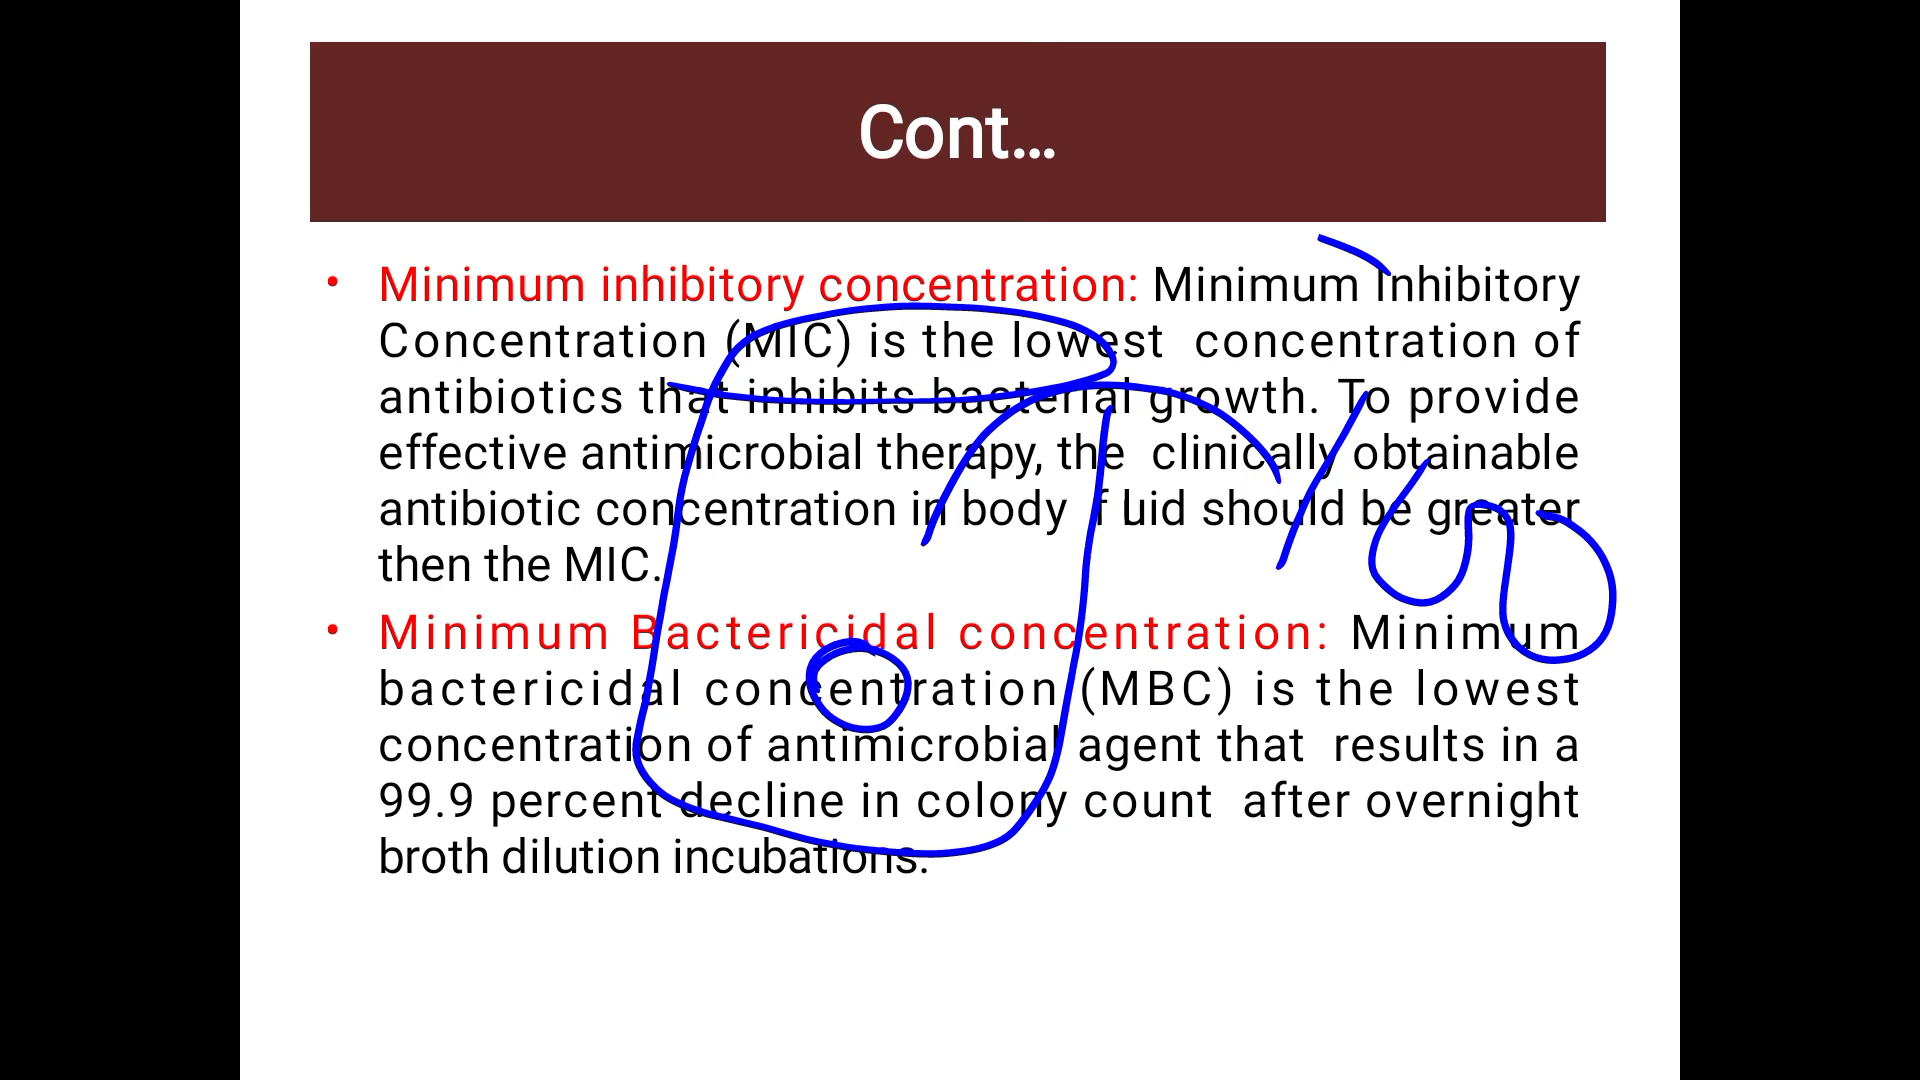 Cont...
• Minimum inhibitory concentration: Minimum Inhibitory
Concentration (MIC) is the lowest concentration of
antibiotics that inhibits bacterial growth. To provide
effective antimicrobial therapy, the clinically obtainable
antibiotic concentration in body f luid should be greater
then the MIC.
• Minimum Bactericidal concentration: Minimum
bactericidal concentration (MBC) is the lowest
concentration of antimicrobial agent that results in a
99.9 percent decline in colony count after overnight
broth dilution incubations.